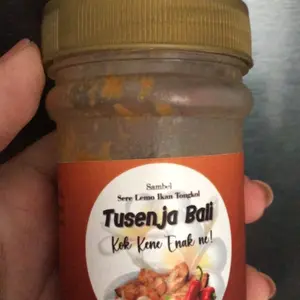 Sambel
Sere Lemo Ikan Tongkol
Tusenja Bali
Kok Kene Enak ne!